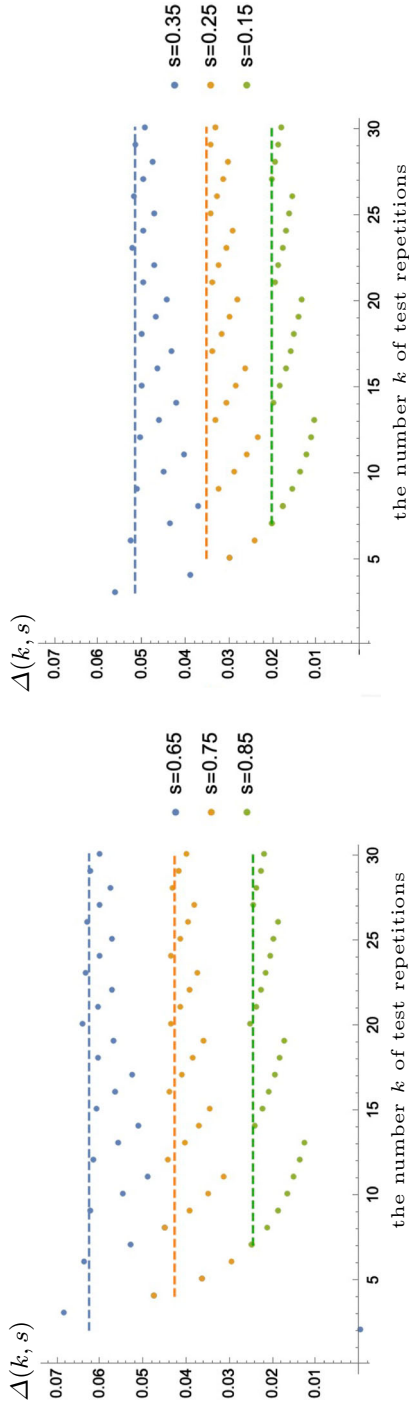 Δ(k, s)
0.07
0.06
0.05
0.04
0.03
0.02
0.01
5
10
15
20
25
30
the number k of test repetitions
s=0.65
s=0.75
s=0.85
Δ(k, s)
0.07
0.06
0.05
0.04
0.03
0.02
0.01
5
10
15
20
25
30
the number k of test repetitions
s=0.35
s=0.25
s=0.15